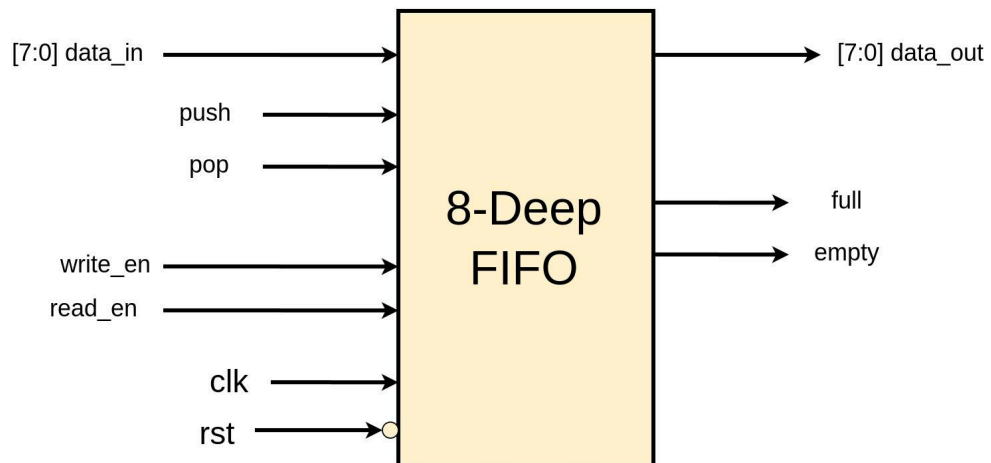 [7:0] data_in
push
pop
write_en
read_en
clk
rst
8-Deep
FIFO
[7:0] data_out
full
empty